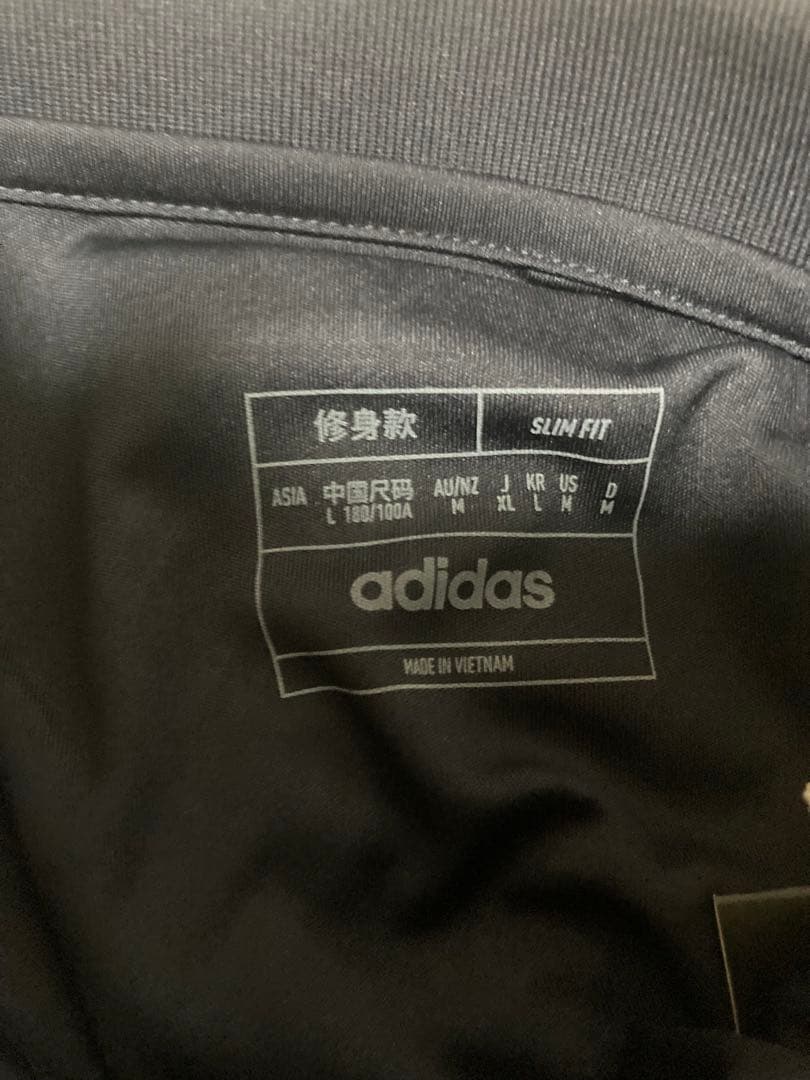 修身款 SLIM FIT
ASIA 中国尺码 AU/NZ J KR US D
L 180/100A M XL L M M
adidas
MADE IN VIETNAM